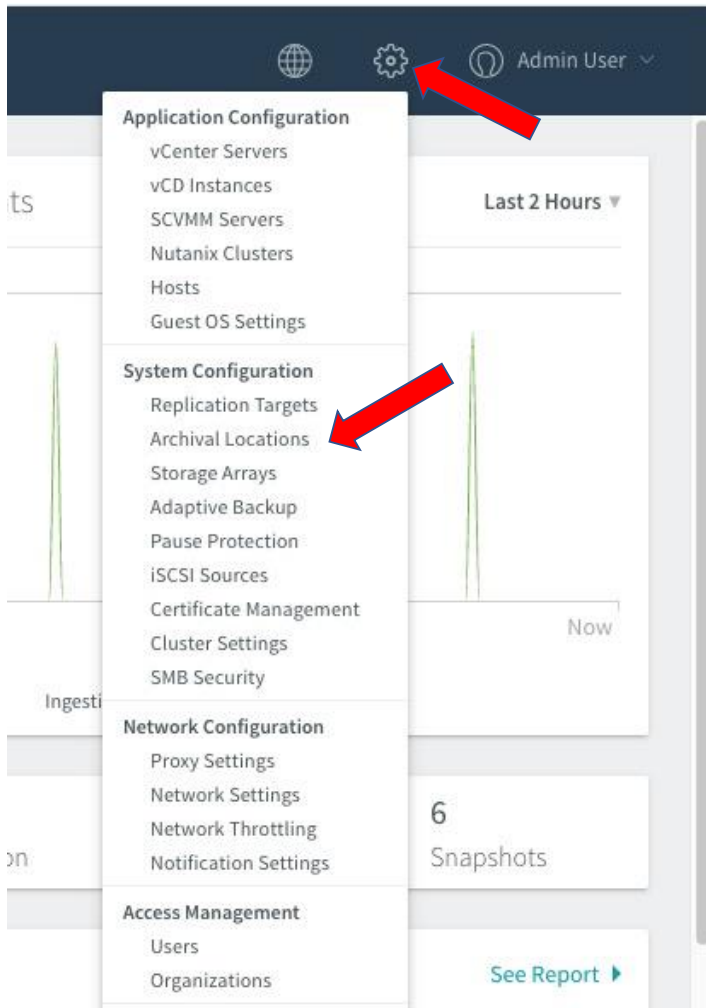 Admin User
Application Configuration
vCenter Servers
vCD Instances
SCVMM Servers
Nutanix Clusters
Hosts
Guest OS Settings
System Configuration
Replication Targets
Archival Locations
Storage Arrays
Adaptive Backup
Pause Protection
iSCSI Sources
Certificate Management
Cluster Settings
SMB Security
Network Configuration
Proxy Settings
Network Settings
Network Throttling
Notification Settings
Access Management
Users
Organizations
ts
Last 2 Hours
Now
Ingesti
on
6
Snapshots
See Report